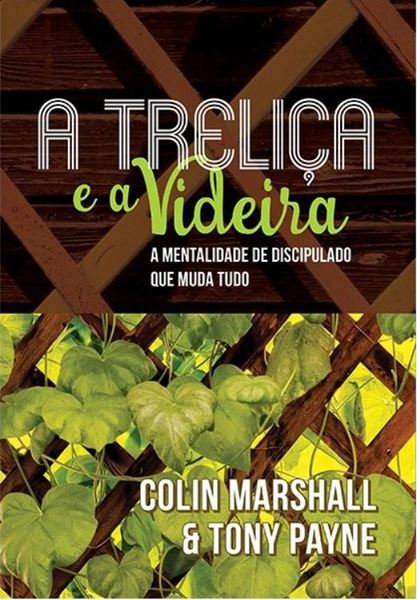 A TRELIÇA
e a Videira
A MENTALIDADE DE DISCIPULADO
QUE MUDA TUDO
COLIN MARSHALL
& TONY PAYNE